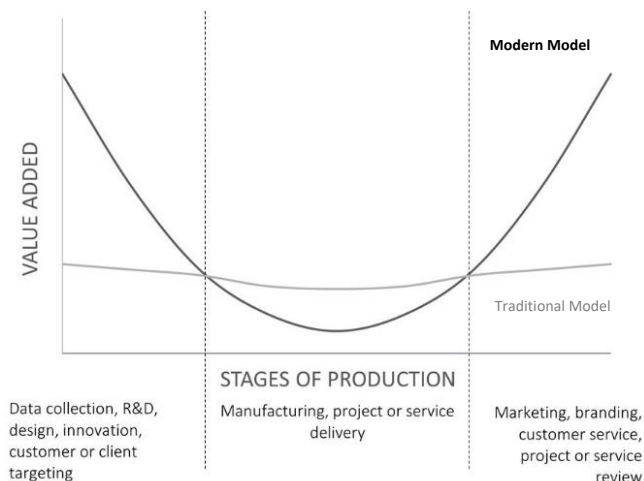 Modern Model
VALUE ADDED
Traditional Model
STAGES OF PRODUCTION
Data collection, R&D,
design, innovation,
customer or client
targeting
Manufacturing, project or service
delivery
Marketing, branding,
customer service,
project or service
review